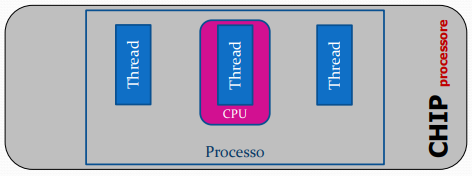 Thread
Thread
Thread
CPU
Processo
CHIP processore